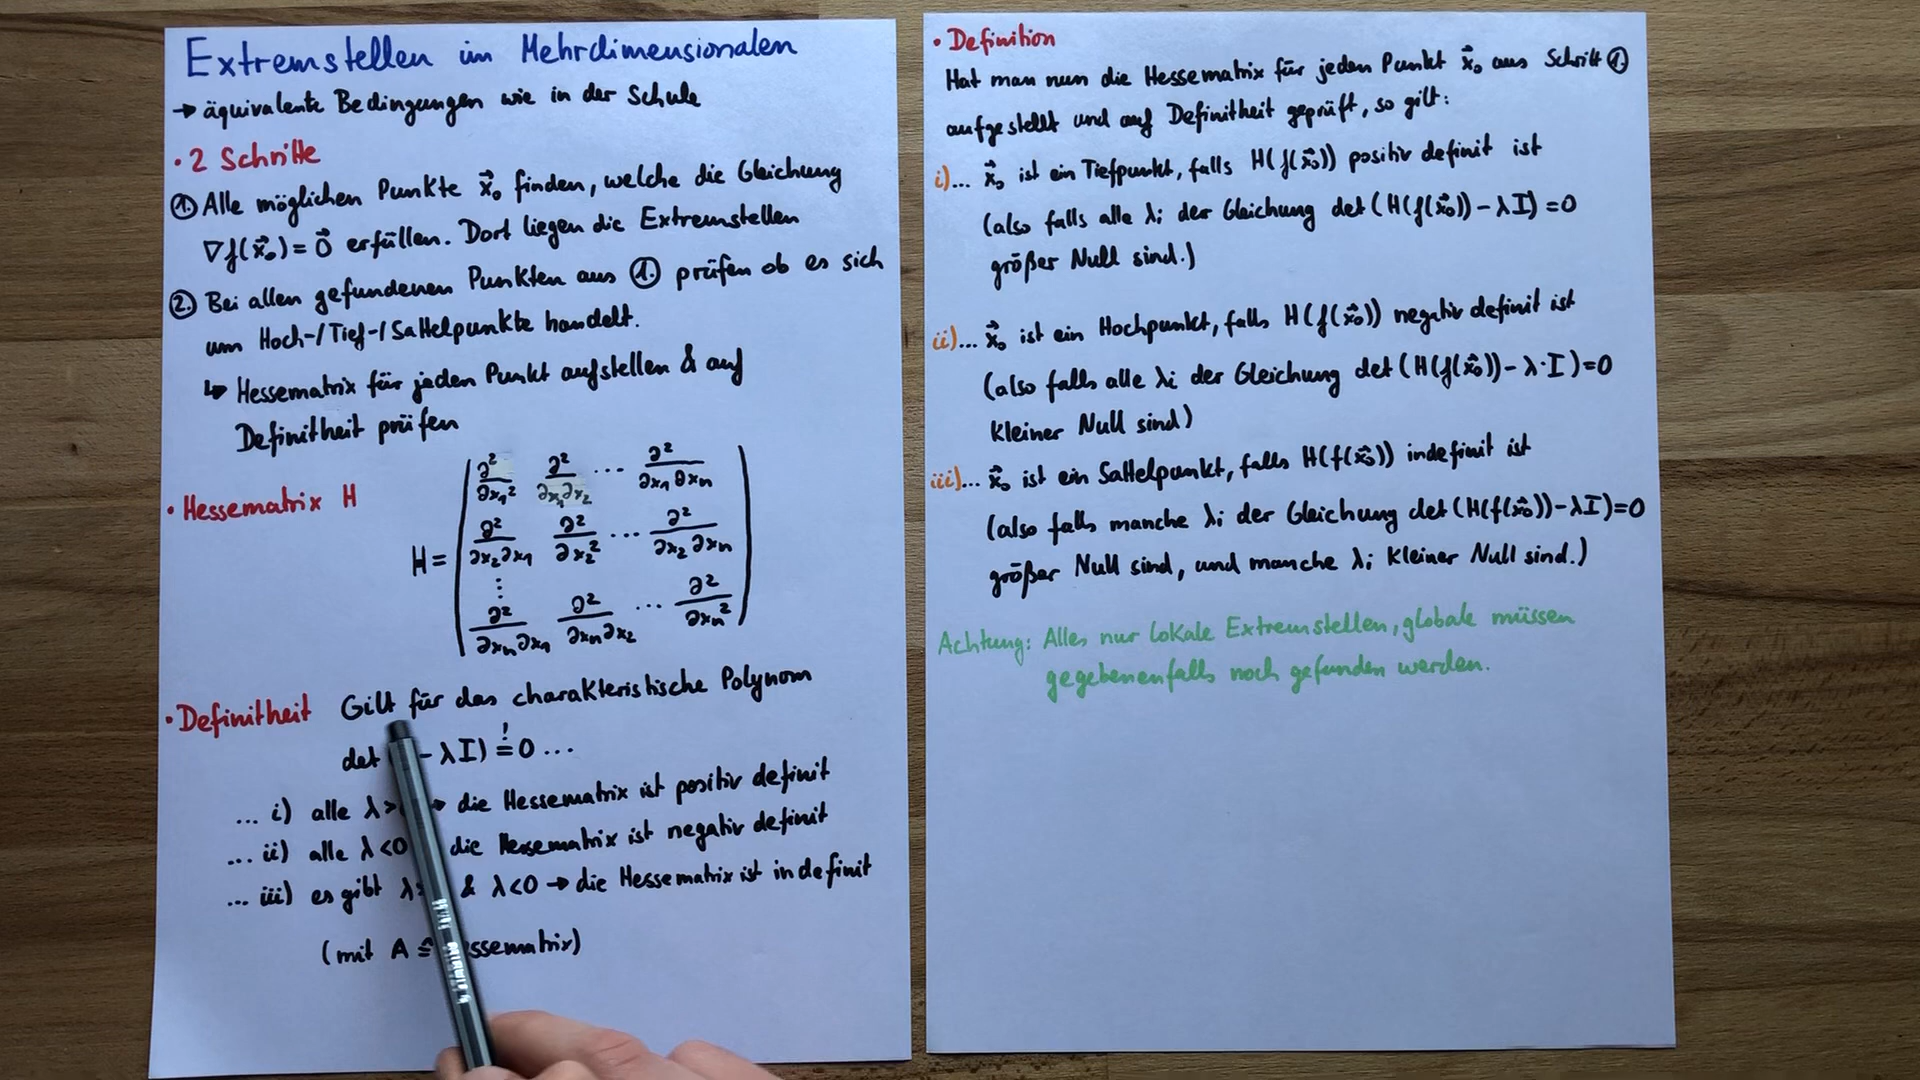 Extremstellen im Mehrdimensionalen
→ äquivalente Bedingungen wie in der Schule
• 2 Schritte
①. Alle möglichen Punkte x⃗₀ finden, welche die Gleichung
∇f(x⃗₀) = 0⃗ erfüllen. Dort liegen die Extremstellen
②. Bei allen gefundenen Punkten aus ①. prüfen ob es sich
um Hoch-/Tief-/Sattelpunkte handelt.
↳ Hessematrix für jeden Punkt aufstellen & auf
Definitheit prüfen
• Hessematrix H
H = ( ∂²/∂x₁² ∂²/∂x₁∂x₂ ... ∂²/∂x₁∂xₙ
∂²/∂x₂∂x₁ ∂²/∂x₂² ... ∂²/∂x₂∂xₙ
⋮
∂²/∂xₙ∂x₁ ∂²/∂xₙ∂x₂ ... ∂²/∂xₙ² )
• Definitheit Gilt für das charakteristische Polynom
det - λI) =! 0 ...
... i) alle λ> → die Hessematrix ist positiv definit
... ii) alle λ<0 die Hessematrix ist negativ definit
... iii) es gibt λ & λ<0 → die Hessematrix ist indefinit
(mit A ≙ ssematrix)
• Definition
Hat man nun die Hessematrix für jeden Punkt x⃗₀ aus Schritt ①.
aufgestellt und auf Definitheit geprüft, so gilt:
i)... x⃗₀ ist ein Tiefpunkt, falls H(f(x⃗₀)) positiv definit ist
(also falls alle λi der Gleichung det(H(f(x⃗₀))-λI)=0
größer Null sind.)
ii)... x⃗₀ ist ein Hochpunkt, falls H(f(x⃗₀)) negativ definit ist
(also falls alle λi der Gleichung det(H(f(x⃗₀))-λ·I)=0
kleiner Null sind)
iii)... x⃗₀ ist ein Sattelpunkt, falls H(f(x⃗₀)) indefinit ist
(also falls manche λi der Gleichung det(H(f(x⃗₀))-λI)=0
größer Null sind, und manche λi kleiner Null sind.)
Achtung: Alles nur lokale Extremstellen, globale müssen
gegebenenfalls noch gefunden werden.